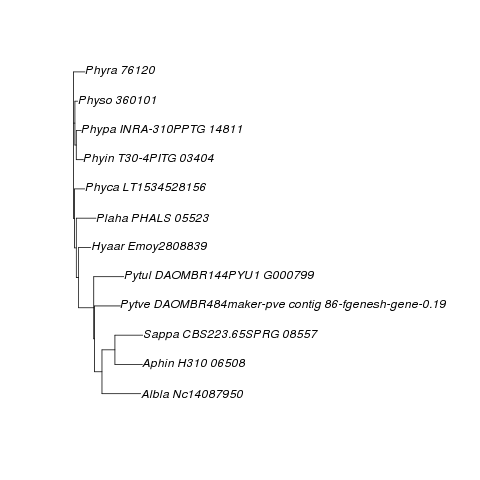 Phyra 76120
Physo 360101
Phypa INRA-310PPTG 14811
Phyin T30-4PITG 03404
Phyca LT1534528156
Plaha PHALS 05523
Hyaar Emoy2808839
Pytul DAOMBR144PYU1 G000799
Pytve DAOMBR484maker-pve contig 86-fgenesh-gene-0.19
Sappa CBS223.65SPRG 08557
Aphin H310 06508
Albla Nc14087950